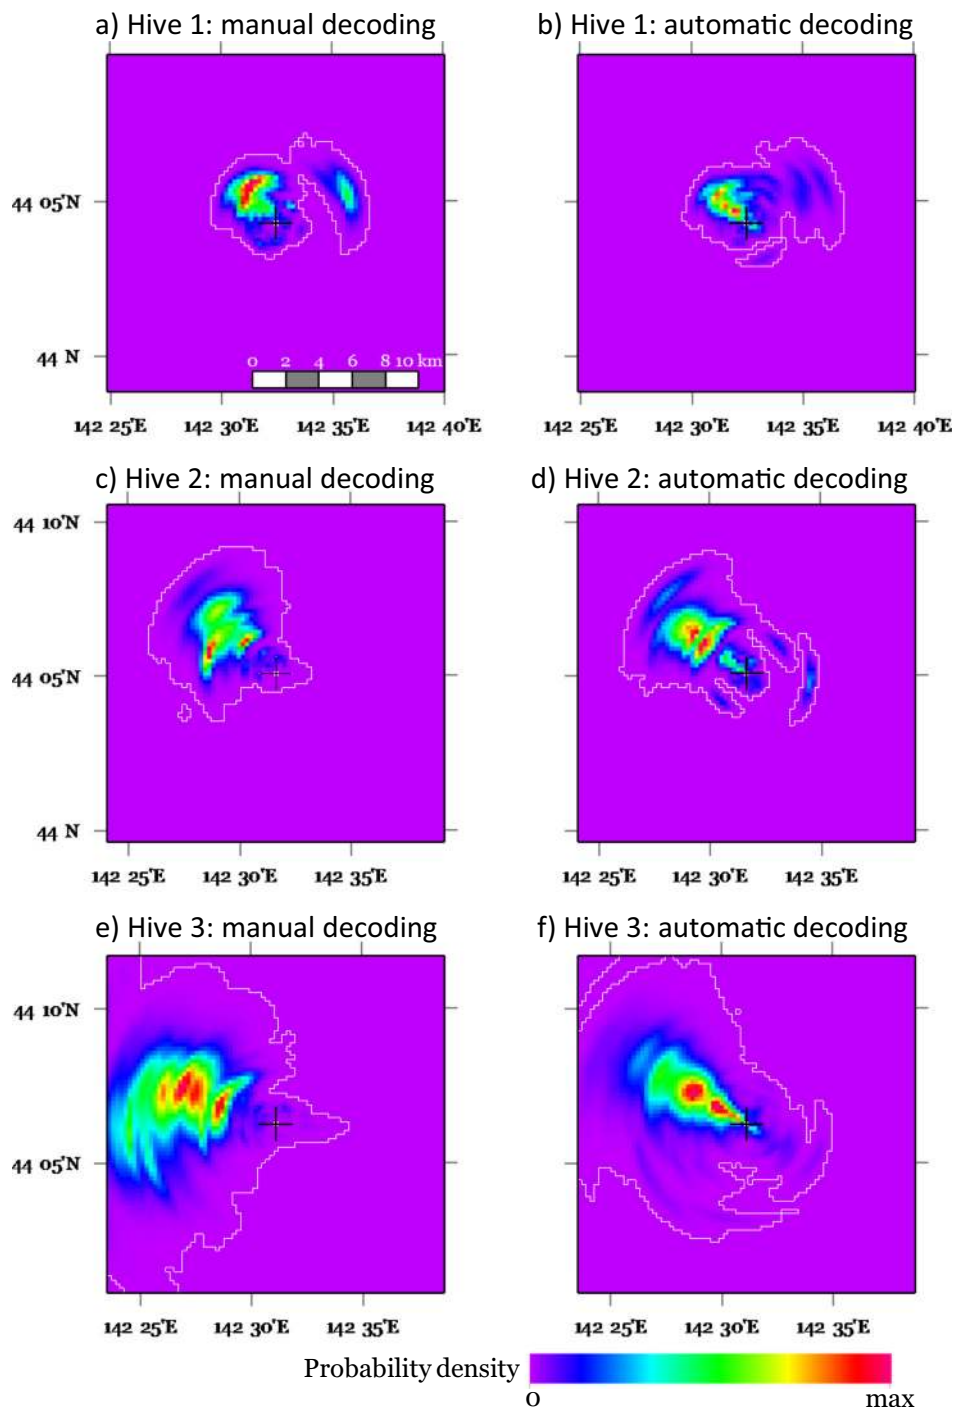 a) Hive 1: manual decoding
b) Hive 1: automatic decoding
44 05'N
44 N
0 2 4 6 8 10 km
142 25'E 142 30'E 142 35'E 142 40'E
142 25'E 142 30'E 142 35'E 142 40'E
c) Hive 2: manual decoding
d) Hive 2: automatic decoding
44 10'N
44 05'N
44 N
142 25'E 142 30'E 142 35'E
142 25'E 142 30'E 142 35'E
e) Hive 3: manual decoding
f) Hive 3: automatic decoding
44 10'N
44 05'N
142 25'E 142 30'E 142 35'E
142 25'E 142 30'E 142 35'E
Probability density
0 max